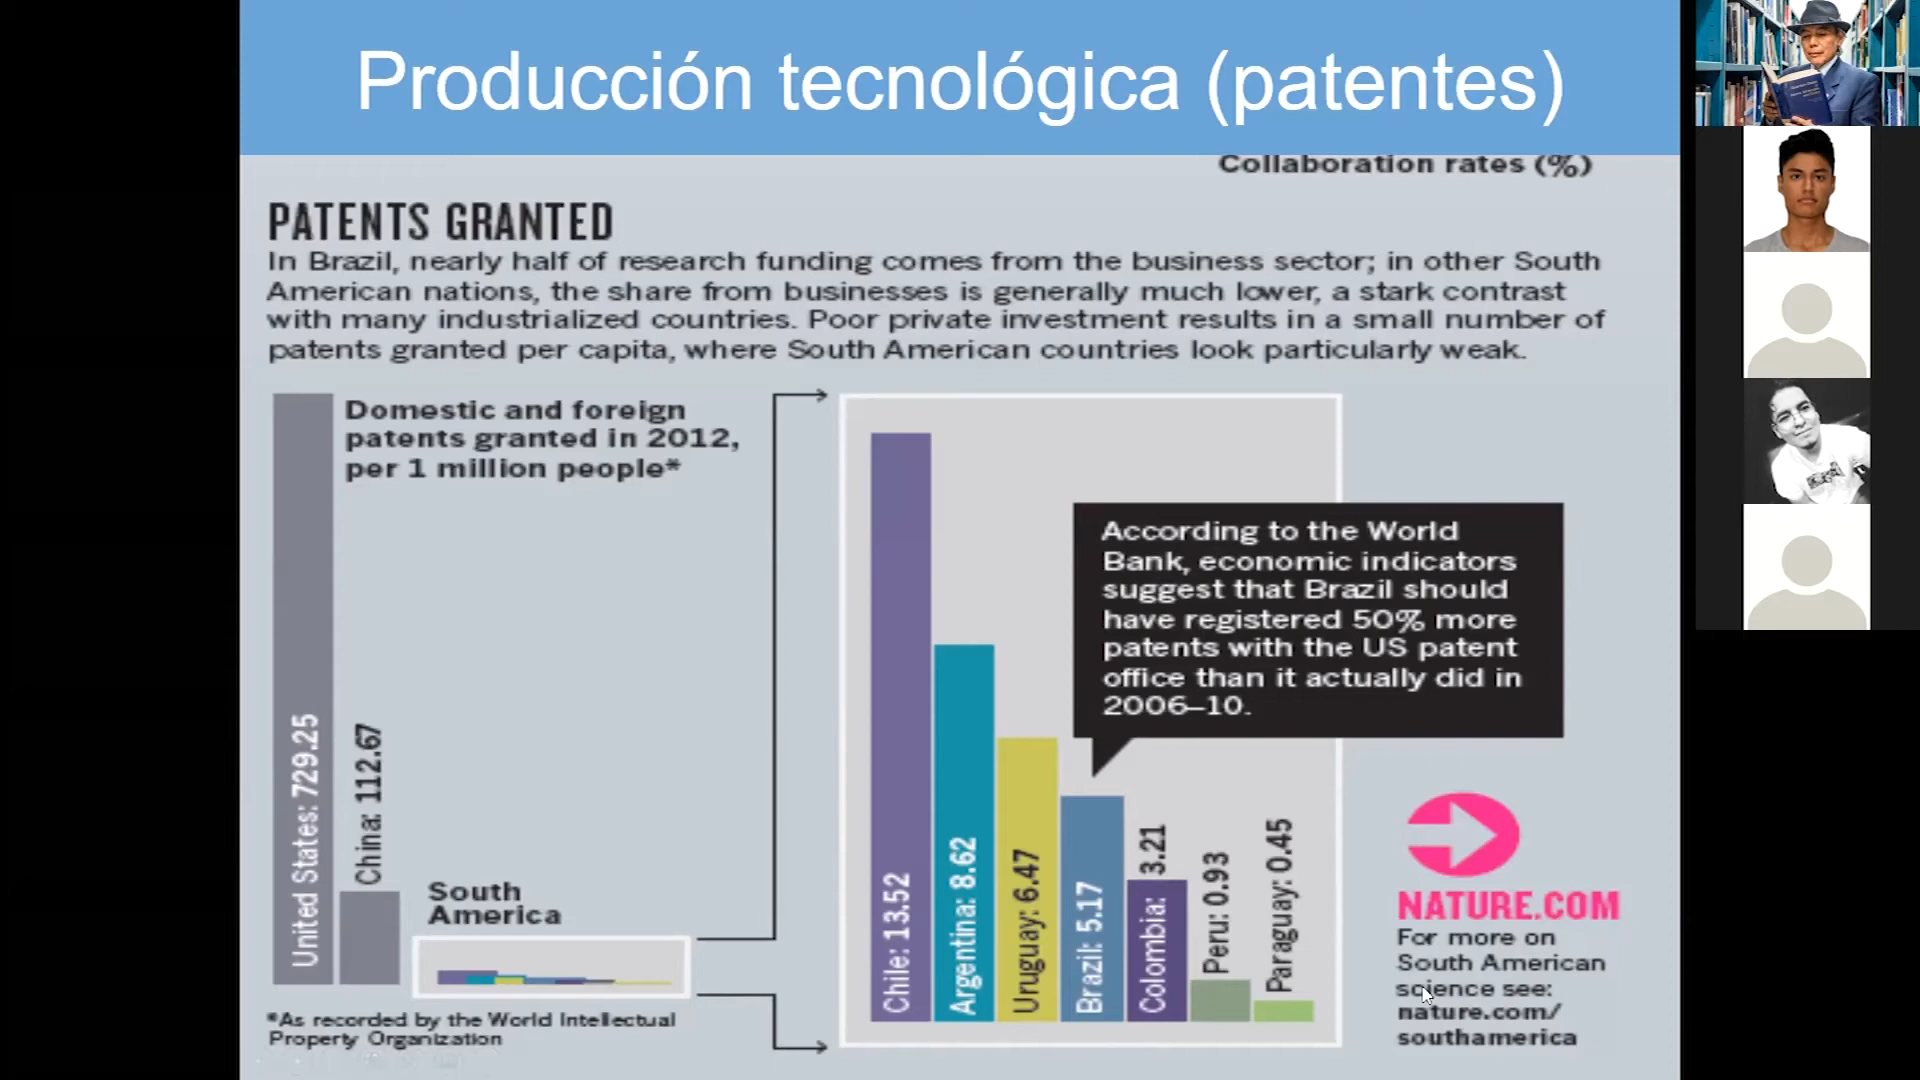 Producción tecnológica (patentes)
Collaboration rates (%)
PATENTS GRANTED
In Brazil, nearly half of research funding comes from the business sector; in other South
American nations, the share from businesses is generally much lower, a stark contrast
with many industrialized countries. Poor private investment results in a small number of
patents granted per capita, where South American countries look particularly weak.
Domestic and foreign
patents granted in 2012,
per 1 million people*
United States: 729.25
China: 112.67
South
America
*As recorded by the World Intellectual
Property Organization
Chile: 13.52
Argentina: 8.62
Uruguay: 6.47
Brazil: 5.17
Colombia: 3.21
Peru: 0.93
Paraguay: 0.45
According to the World
Bank, economic indicators
suggest that Brazil should
have registered 50% more
patents with the US patent
office than it actually did in
2006–10.
NATURE.COM
For more on
South American
science see:
nature.com/
southamerica